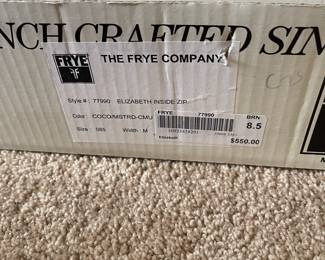 NCH CRAFTED SIN
FRYE
THE FRYE COMPANY
Style #: 77990 ELIZABETH INSIDE ZIP
Color: COCO/MSTRD-CMU
Size: 085 Width: M
FRYE 77990 BRN
8.5
$550.00